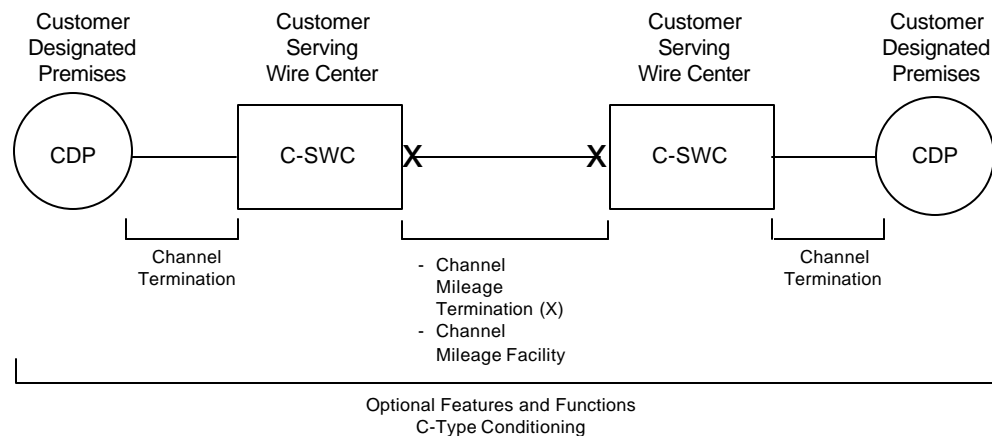 Customer
Designated
Premises
Customer
Serving
Wire Center
Customer
Serving
Wire Center
Customer
Designated
Premises
CDP
C-SWC
X
X
C-SWC
CDP
Channel
Termination
- Channel
Mileage
Termination (X)
- Channel
Mileage Facility
Channel
Termination
Optional Features and Functions
C-Type Conditioning